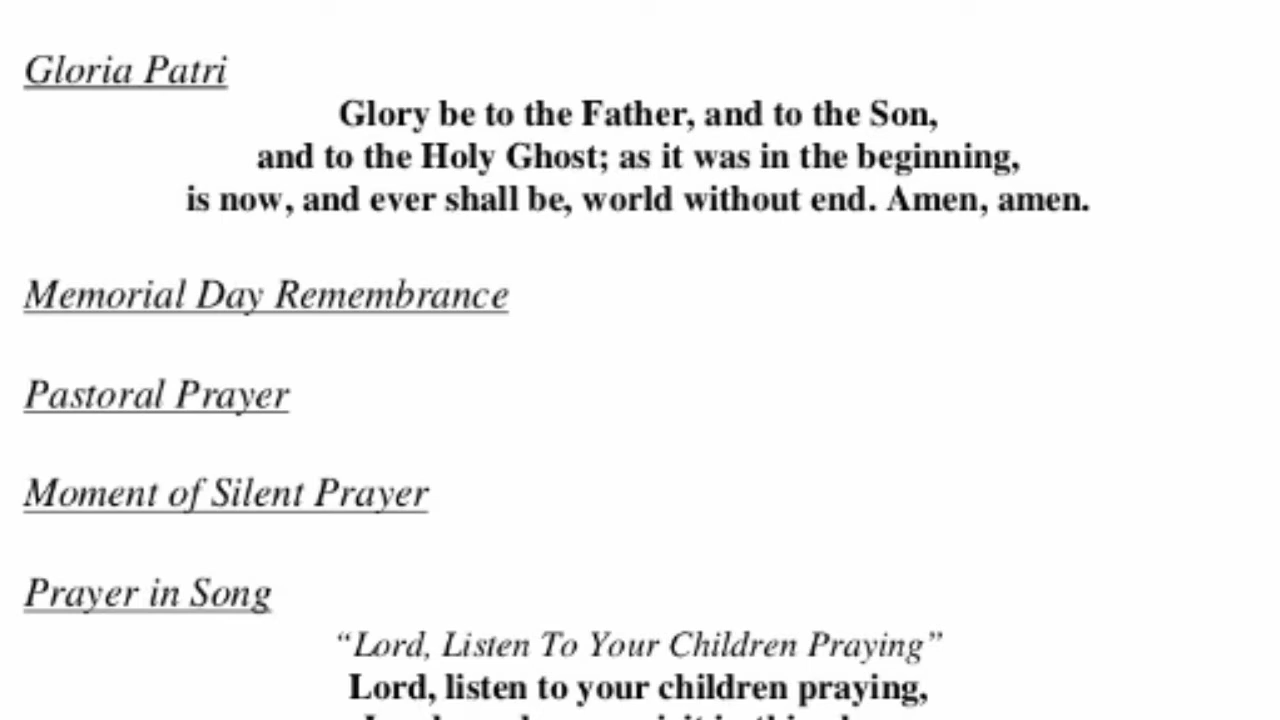 Gloria Patri
Glory be to the Father, and to the Son,
and to the Holy Ghost; as it was in the beginning,
is now, and ever shall be, world without end. Amen, amen.
Memorial Day Remembrance
Pastoral Prayer
Moment of Silent Prayer
Prayer in Song
“Lord, Listen To Your Children Praying”
Lord, listen to your children praying,